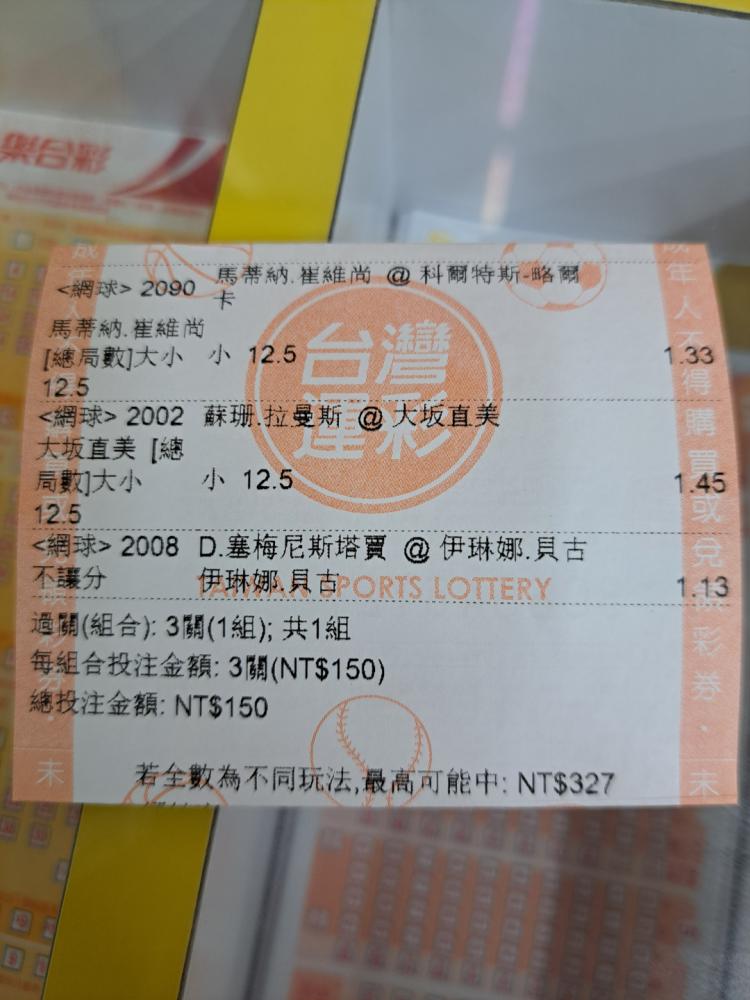 樂合彩
<網球> 2090 馬蒂納.崔維尚 @ 科爾特斯-略爾
卡
馬蒂納.崔維尚
[總局數]大小 小 12.5 1.33
12.5
<網球> 2002 蘇珊.拉曼斯 @ 大坂直美
大坂直美 [總
局數]大小 小 12.5 1.45
12.5
<網球> 2008 D.塞梅尼斯塔賈 @ 伊琳娜.貝古
不讓分 伊琳娜.貝古 1.13
過關(組合): 3關(1組); 共1組
每組合投注金額: 3關(NT$150)
總投注金額: NT$150
若全數為不同玩法,最高可能中: NT$327
台灣
運彩
TAIWAN SPORTS LOTTERY
成年人不得購買或兌領彩券、未